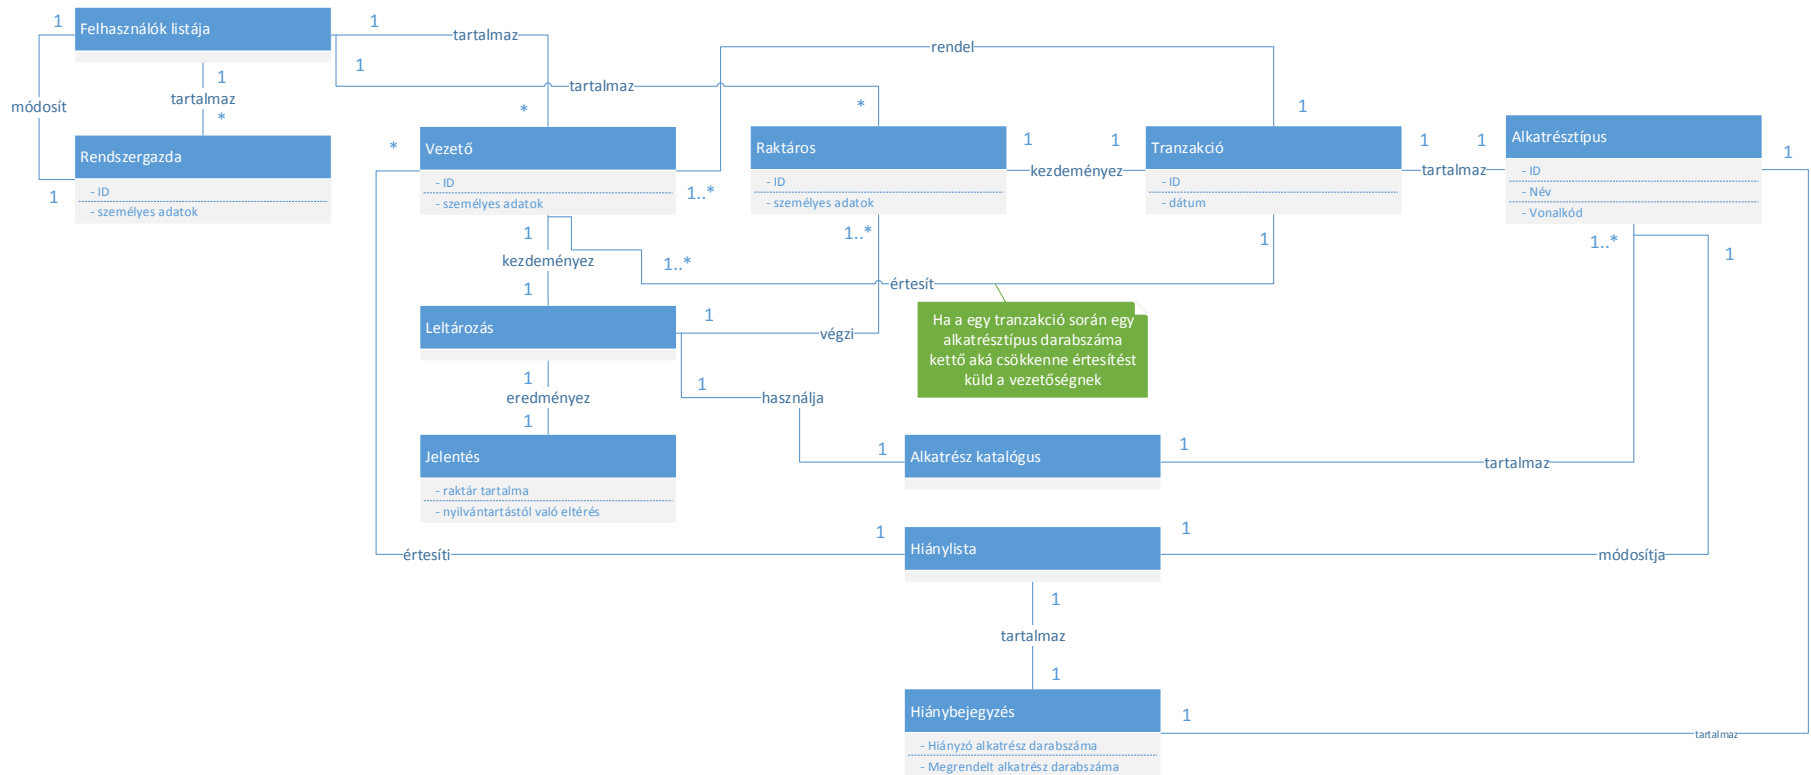 1
Felhasználók listája
1
tartalmaz
rendel
1
1
tartalmaz
módosít
tartalmaz
*
*
*
1
*
Vezető
Raktáros
1
1
Tranzakció
1
1
Alkatrésztípus
1
Rendszergazda
kezdeményez
tartalmaz
1
- ID
- személyes adatok
- ID
- személyes adatok
1..*
- ID
- személyes adatok
- ID
- dátum
- ID
- Név
- Vonalkód
1
1..*
1
1..*
1
kezdeményez
1..*
1
értesít
Leltározás
1
végzi
Ha a egy tranzakció során egy
alkatrésztípus darabszáma
kettő aká csökkenne értesítést
küld a vezetőségnek
1
eredményez
1
1
használja
Jelentés
- raktár tartalma
- nyilvántartástól való eltérés
1
Alkatrész katalógus
1
tartalmaz
értesíti
1
Hiánylista
1
módosítja
1
tartalmaz
1
Hiánybejegyzés
- Hiányzó alkatrész darabszáma
- Megrendelt alkatrész darabszáma
1
tartalmaz